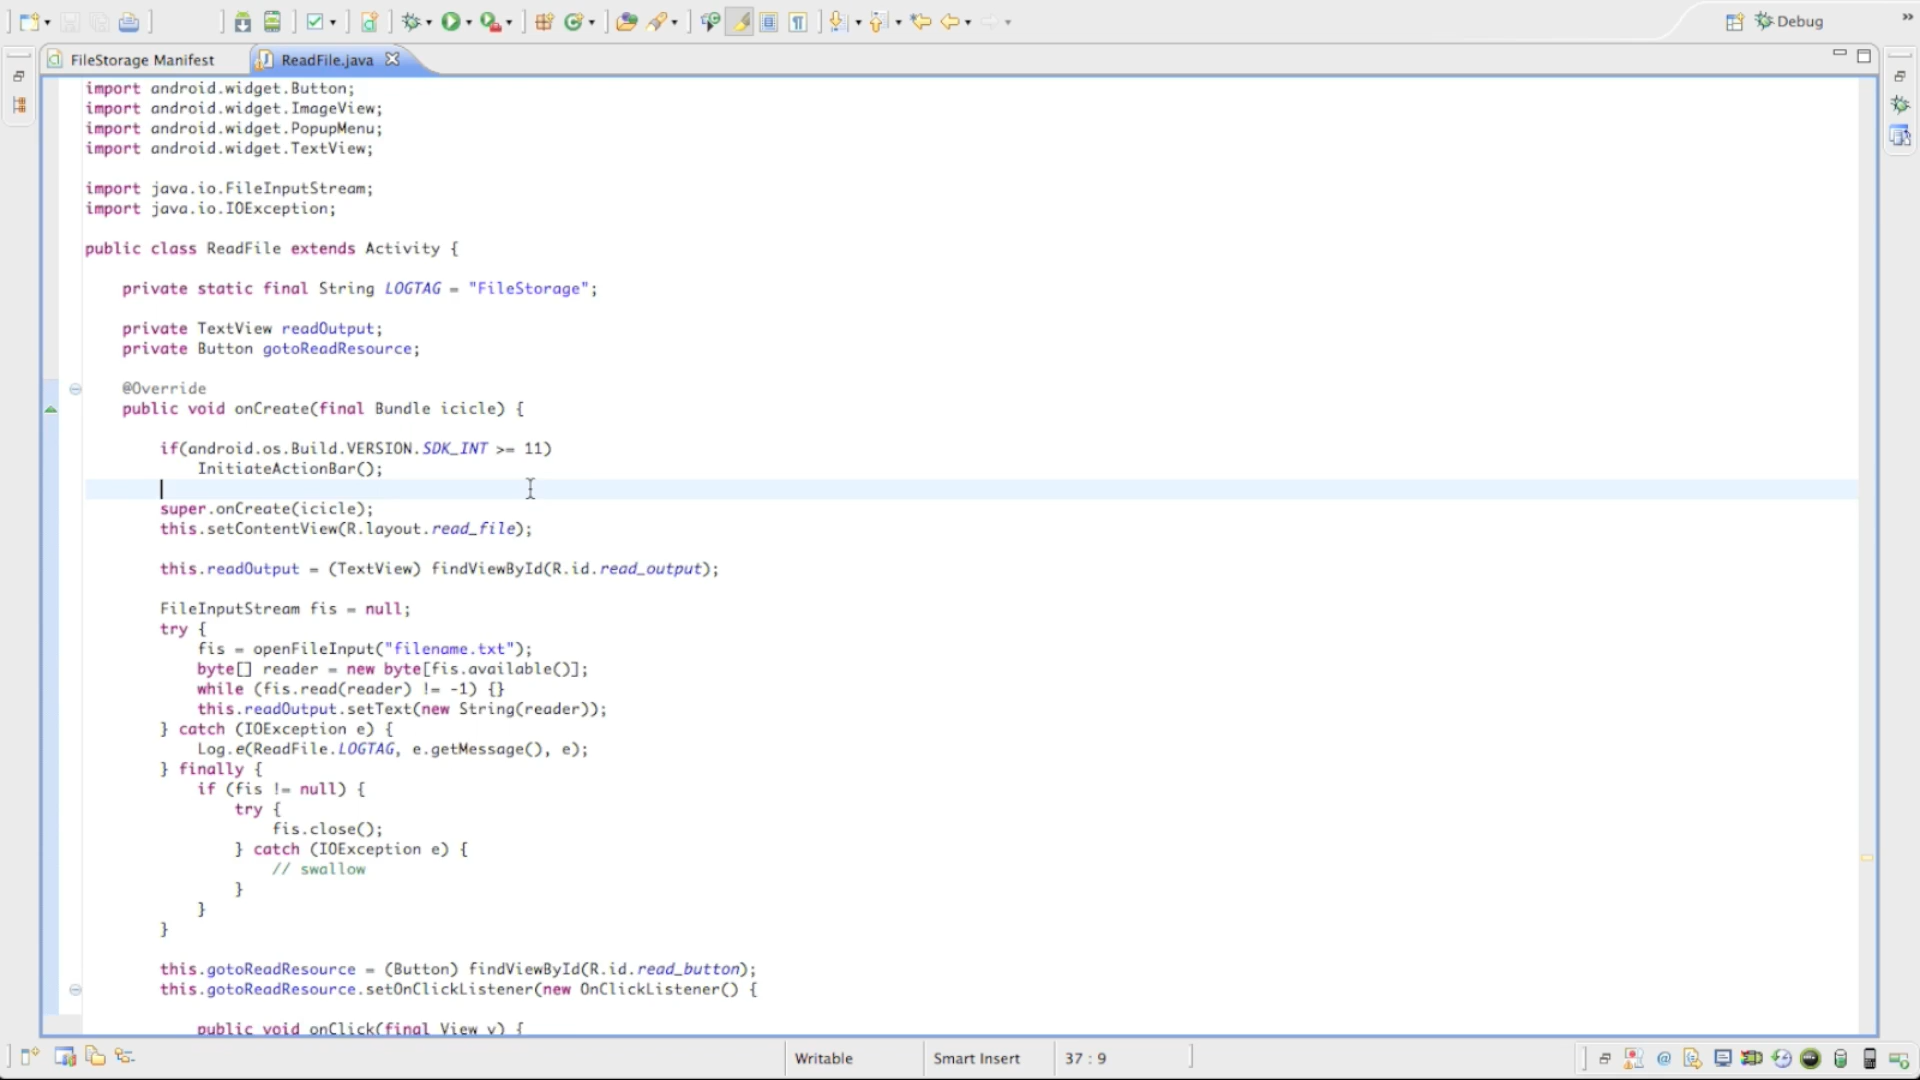 Debug
FileStorage Manifest
ReadFile.java
import android.widget.Button;
import android.widget.ImageView;
import android.widget.PopupMenu;
import android.widget.TextView;
import java.io.FileInputStream;
import java.io.IOException;
public class ReadFile extends Activity {
private static final String LOGTAG = "FileStorage";
private TextView readOutput;
private Button gotoReadResource;
@Override
public void onCreate(final Bundle icicle) {
if(android.os.Build.VERSION.SDK_INT >= 11)
InitiateActionBar();
super.onCreate(icicle);
this.setContentView(R.layout.read_file);
this.readOutput = (TextView) findViewById(R.id.read_output);
FileInputStream fis = null;
try {
fis = openFileInput("filename.txt");
byte[] reader = new byte[fis.available()];
while (fis.read(reader) != -1) {}
this.readOutput.setText(new String(reader));
} catch (IOException e) {
Log.e(ReadFile.LOGTAG, e.getMessage(), e);
} finally {
if (fis != null) {
try {
fis.close();
} catch (IOException e) {
// swallow
}
}
}
this.gotoReadResource = (Button) findViewById(R.id.read_button);
this.gotoReadResource.setOnClickListener(new OnClickListener() {
public void onClick(final View v) {
Writable
Smart Insert
37 : 9